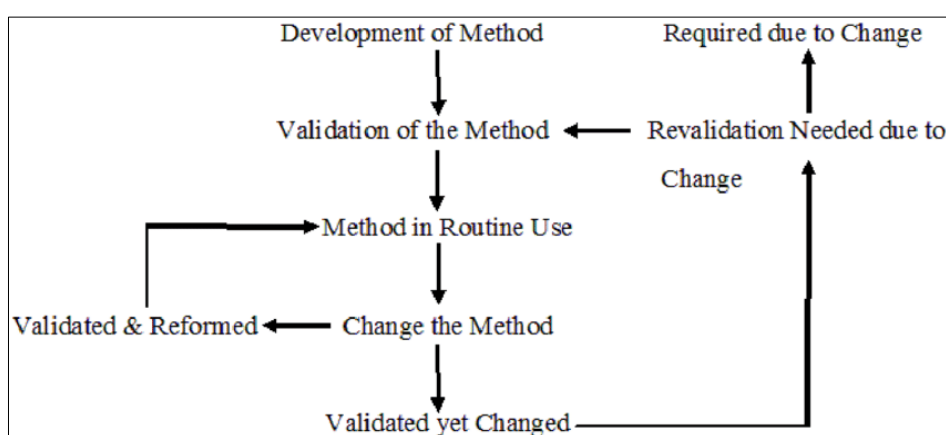 Development of Method
Required due to Change
Validation of the Method
Revalidation Needed due to
Change
Method in Routine Use
Validated & Reformed
Change the Method
Validated yet Changed